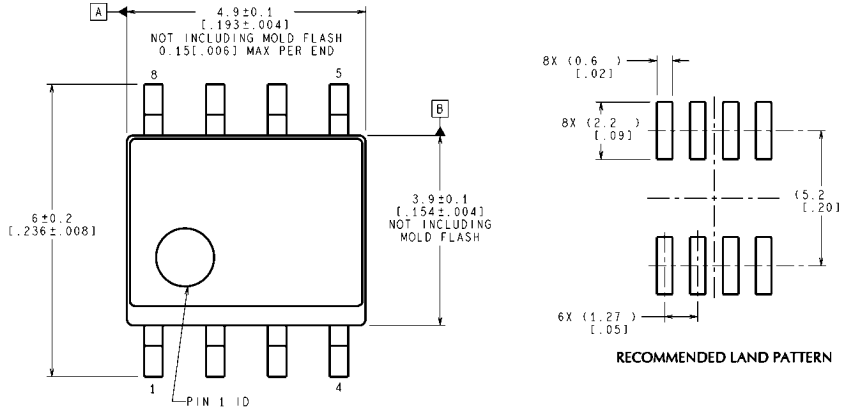 A
4.9±0.1
[.193±.004]
NOT INCLUDING MOLD FLASH
0.15[.006] MAX PER END
8
5
B
6±0.2
[.236±.008]
3.9±0.1
[.154±.004]
NOT INCLUDING
MOLD FLASH
1
4
PIN 1 ID
8X (0.6 )
[.02]
8X (2.2 )
[.09]
(5.2
[.20]
6X (1.27 )
[.05]
RECOMMENDED LAND PATTERN